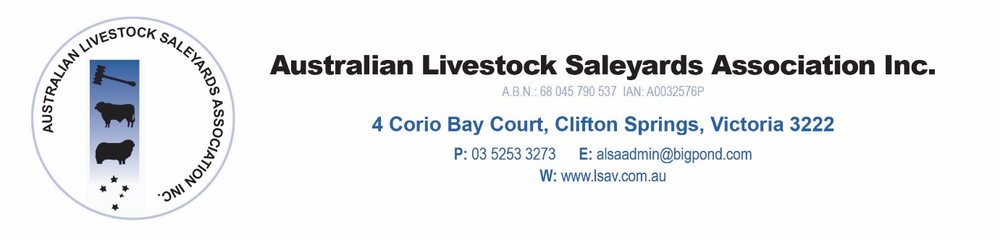 AUSTRALIAN LIVESTOCK SALEYARDS ASSOCIATION INC.
Australian Livestock Saleyards Association Inc.
A.B.N.: 68 045 790 537 IAN: A0032576P
4 Corio Bay Court, Clifton Springs, Victoria 3222
P: 03 5253 3273 E: alsaadmin@bigpond.com
W: www.lsav.com.au